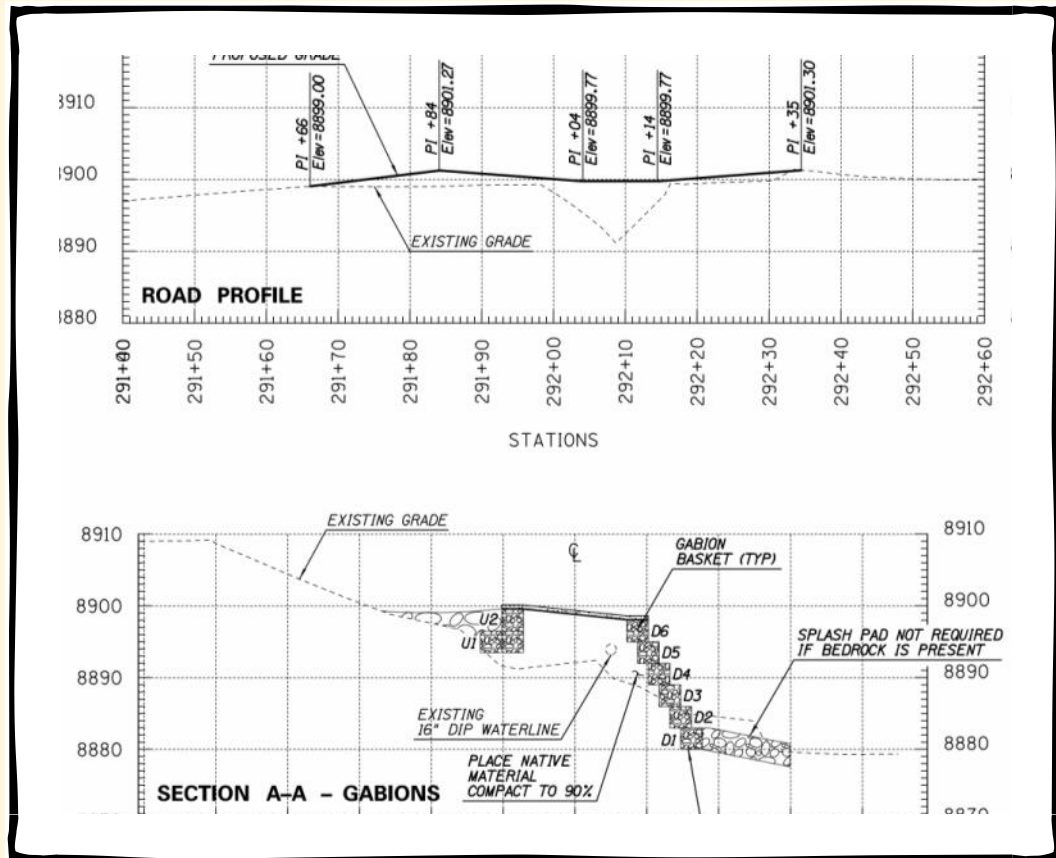 PROPOSED GRADE
8910
8900
8890
8880
PI +66
Elev=8899.00
PI +84
Elev=8901.27
PI +04
Elev=8899.77
PI +14
Elev=8899.77
PI +35
Elev=8901.30
EXISTING GRADE
ROAD PROFILE
291+70
291+80
291+90
292+00
292+10
292+20
292+30
292+40
292+50
292+60
291+50
291+60
STATIONS
8910
8900
8890
8880
EXISTING GRADE
℄
GABION
BASKET (TYP)
8910
8900
8890
8880
8870
U2
U1
D6
D5
D4
D3
D2
D1
SPLASH PAD NOT REQUIRED
IF BEDROCK IS PRESENT
EXISTING
16" DIP WATERLINE
PLACE NATIVE
MATERIAL
COMPACT TO 90%
SECTION A-A - GABIONS